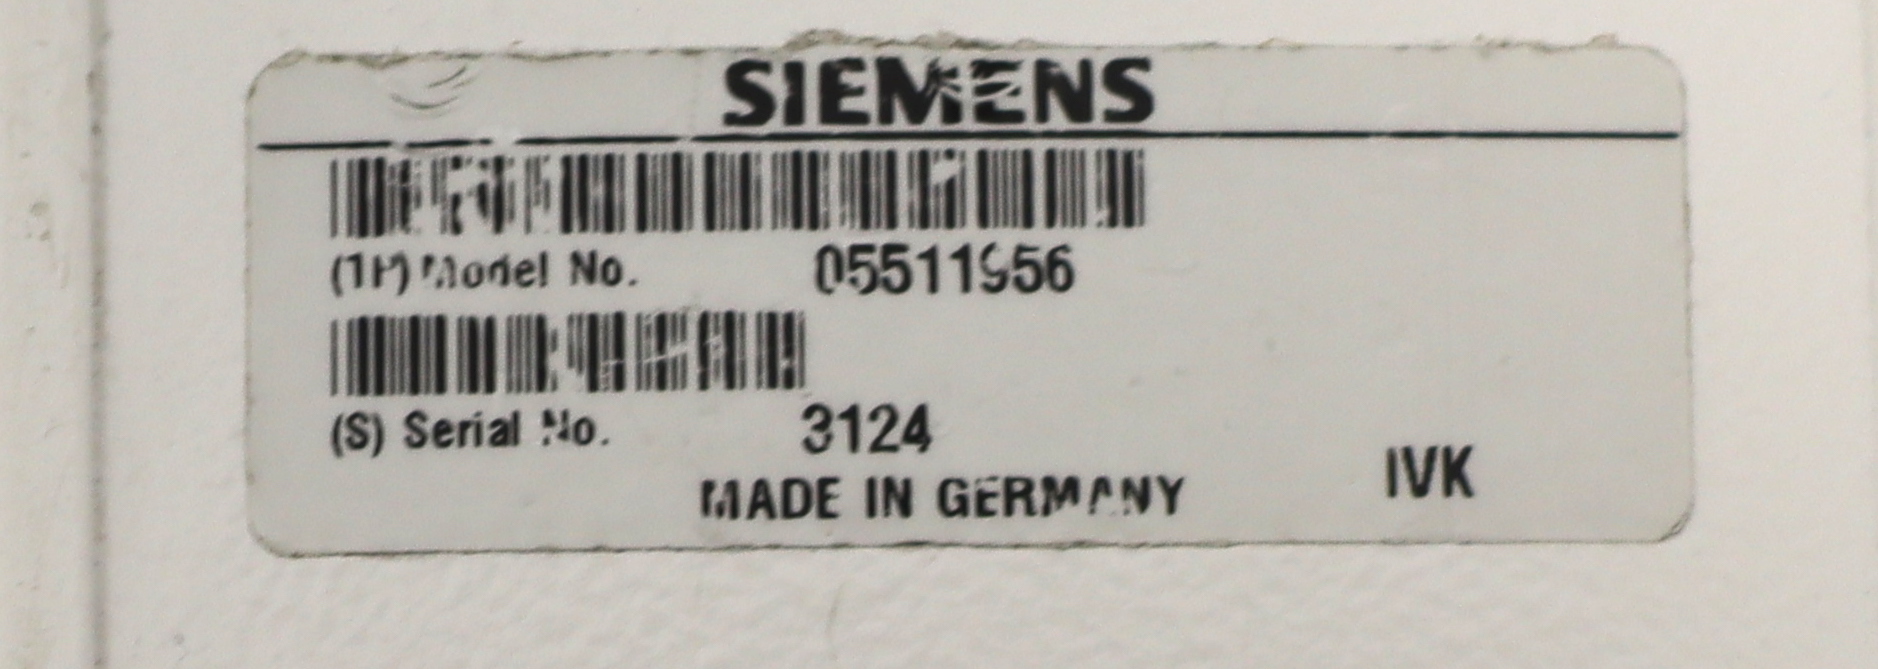 SIEMENS
(1P) Model No. 05511956
(S) Serial No. 3124
MADE IN GERMANY
IVK